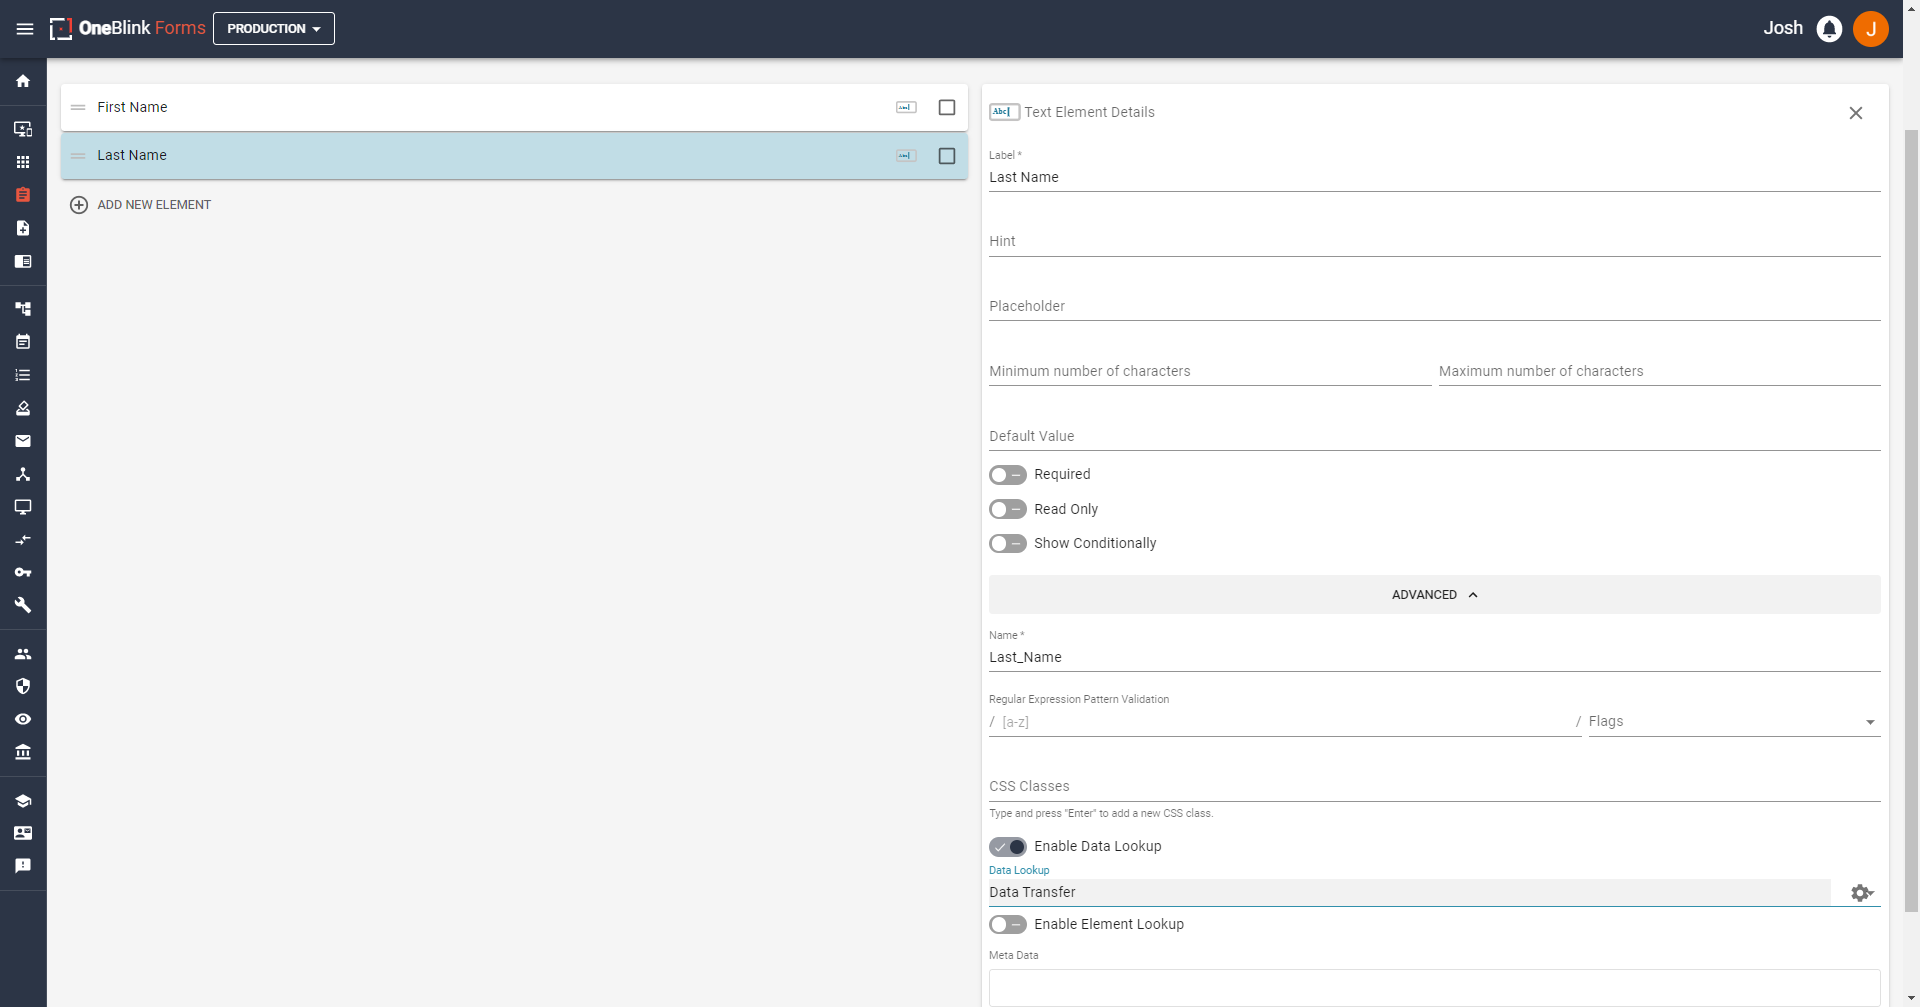 OneBlink Forms
PRODUCTION
Josh
J
First Name
Abc
Last Name
Abc
ADD NEW ELEMENT
Abc Text Element Details
Label *
Last Name
Hint
Placeholder
Minimum number of characters
Maximum number of characters
Default Value
Required
Read Only
Show Conditionally
ADVANCED
Name *
Last_Name
Regular Expression Pattern Validation
/ [a-z] / Flags
CSS Classes
Type and press "Enter" to add a new CSS class.
Enable Data Lookup
Data Lookup
Data Transfer
Enable Element Lookup
Meta Data